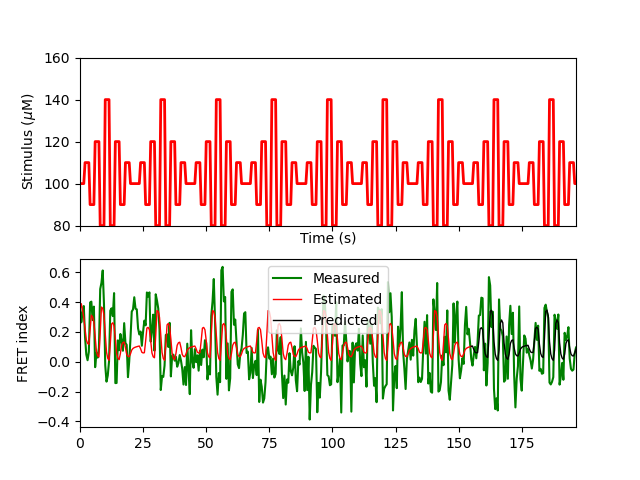 160
140
120
100
80
Stimulus (μM)
Time (s)
0.6
0.4
0.2
0.0
−0.2
−0.4
FRET index
Measured
Estimated
Predicted
0 25 50 75 100 125 150 175